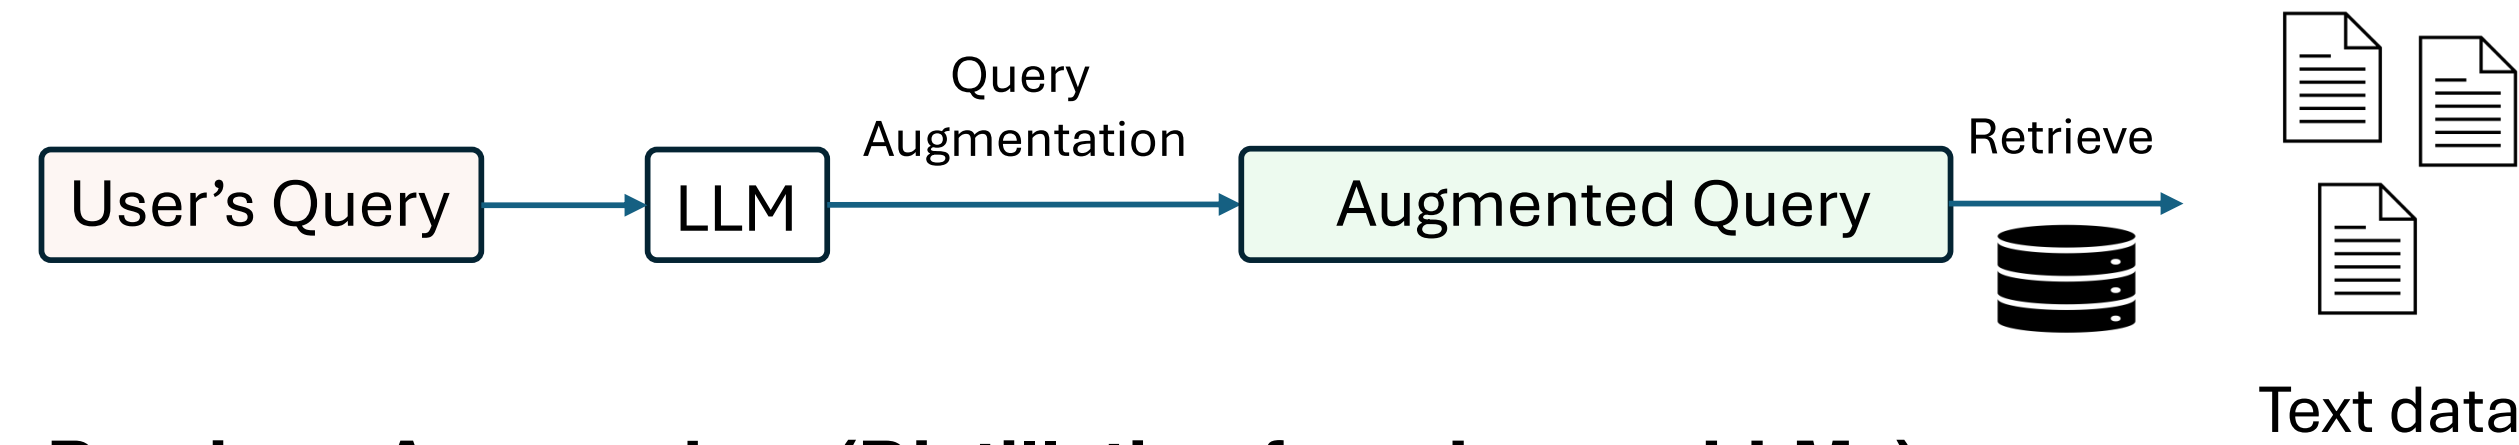 Query
Augmentation
Retrieve
User's Query
LLM
Augmented Query
Text data